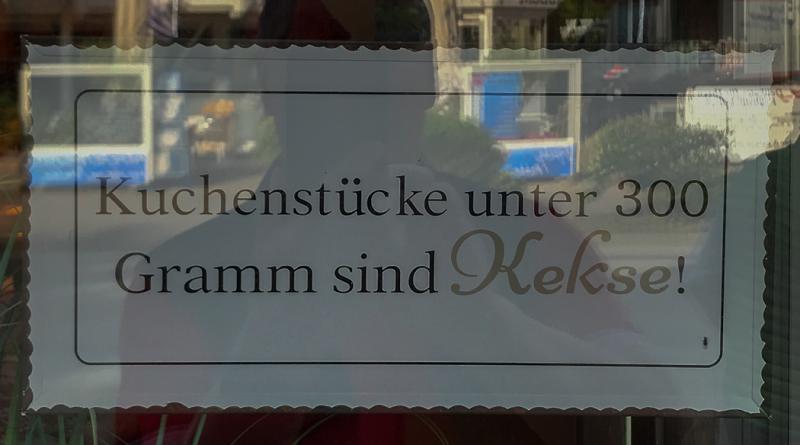 Kuchenstücke unter 300
Gramm sind Kekse!